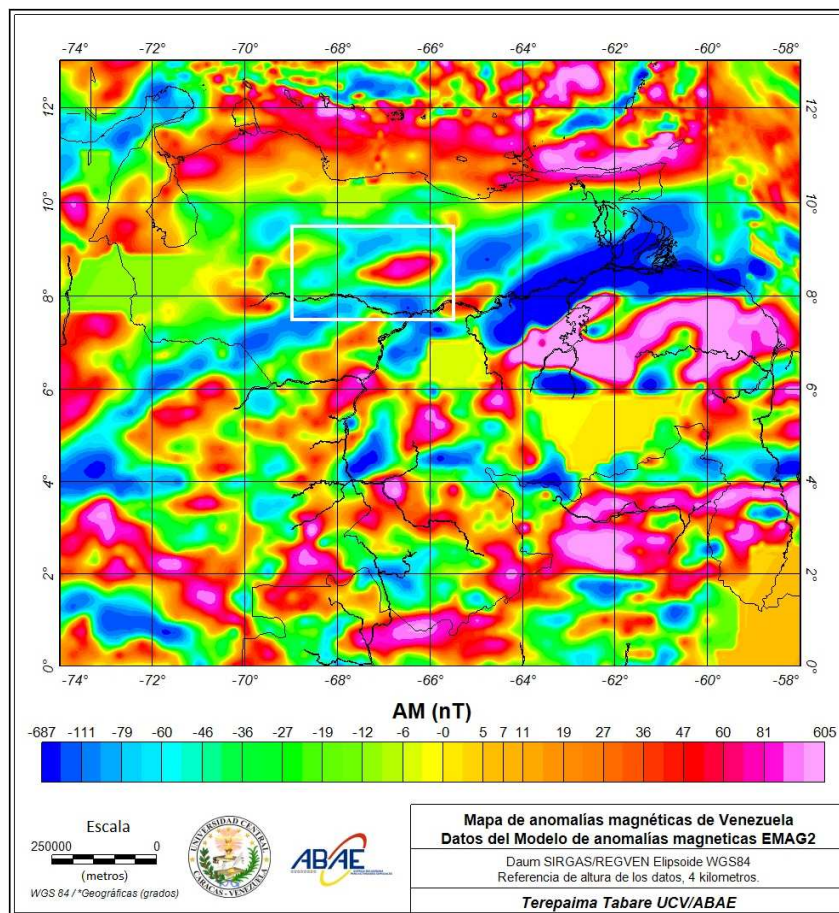 -74° -72° -70° -68° -66° -64° -62° -60° -58°
12° 12°
10° 10°
8° 8°
6° 6°
4° 4°
2° 2°
0° 0°
-74° -72° -70° -68° -66° -64° -62° -60° -58°
AM (nT)
-687 -111 -79 -60 -46 -36 -27 -19 -12 -6 -0 5 7 11 19 27 36 47 60 81 605
Escala
250000 0
(metros)
WGS 84 / *Geográficas (grados)
UNIVERSIDAD CENTRAL
CARACAS - VENEZUELA
ABAE
Mapa de anomalías magnéticas de Venezuela
Datos del Modelo de anomalías magneticas EMAG2
Daum SIRGAS/REGVEN Elipsoide WGS84
Referencia de altura de los datos, 4 kilometros.
Terepaima Tabare UCV/ABAE